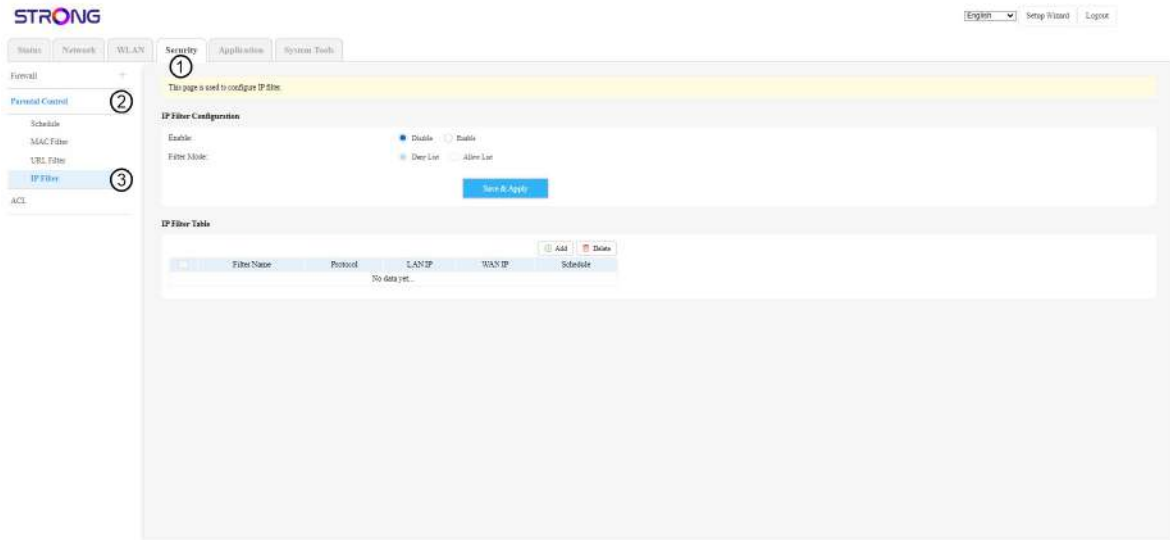 STRONG
English Setup Wizard Logout
Status Network WLAN Security Application System Tools
1
Firewall +
This page is used to configure IP filter.
Parental Control 2
IP Filter Configuration
Schedule
Enable: Disable Enable
MAC Filter
Filter Mode: Deny List Allow List
URL Filter
IP Filter 3
Save & Apply
ACL
IP Filter Table
Add Delete
Filter Name Protocol LAN IP WAN IP Schedule
No data yet...